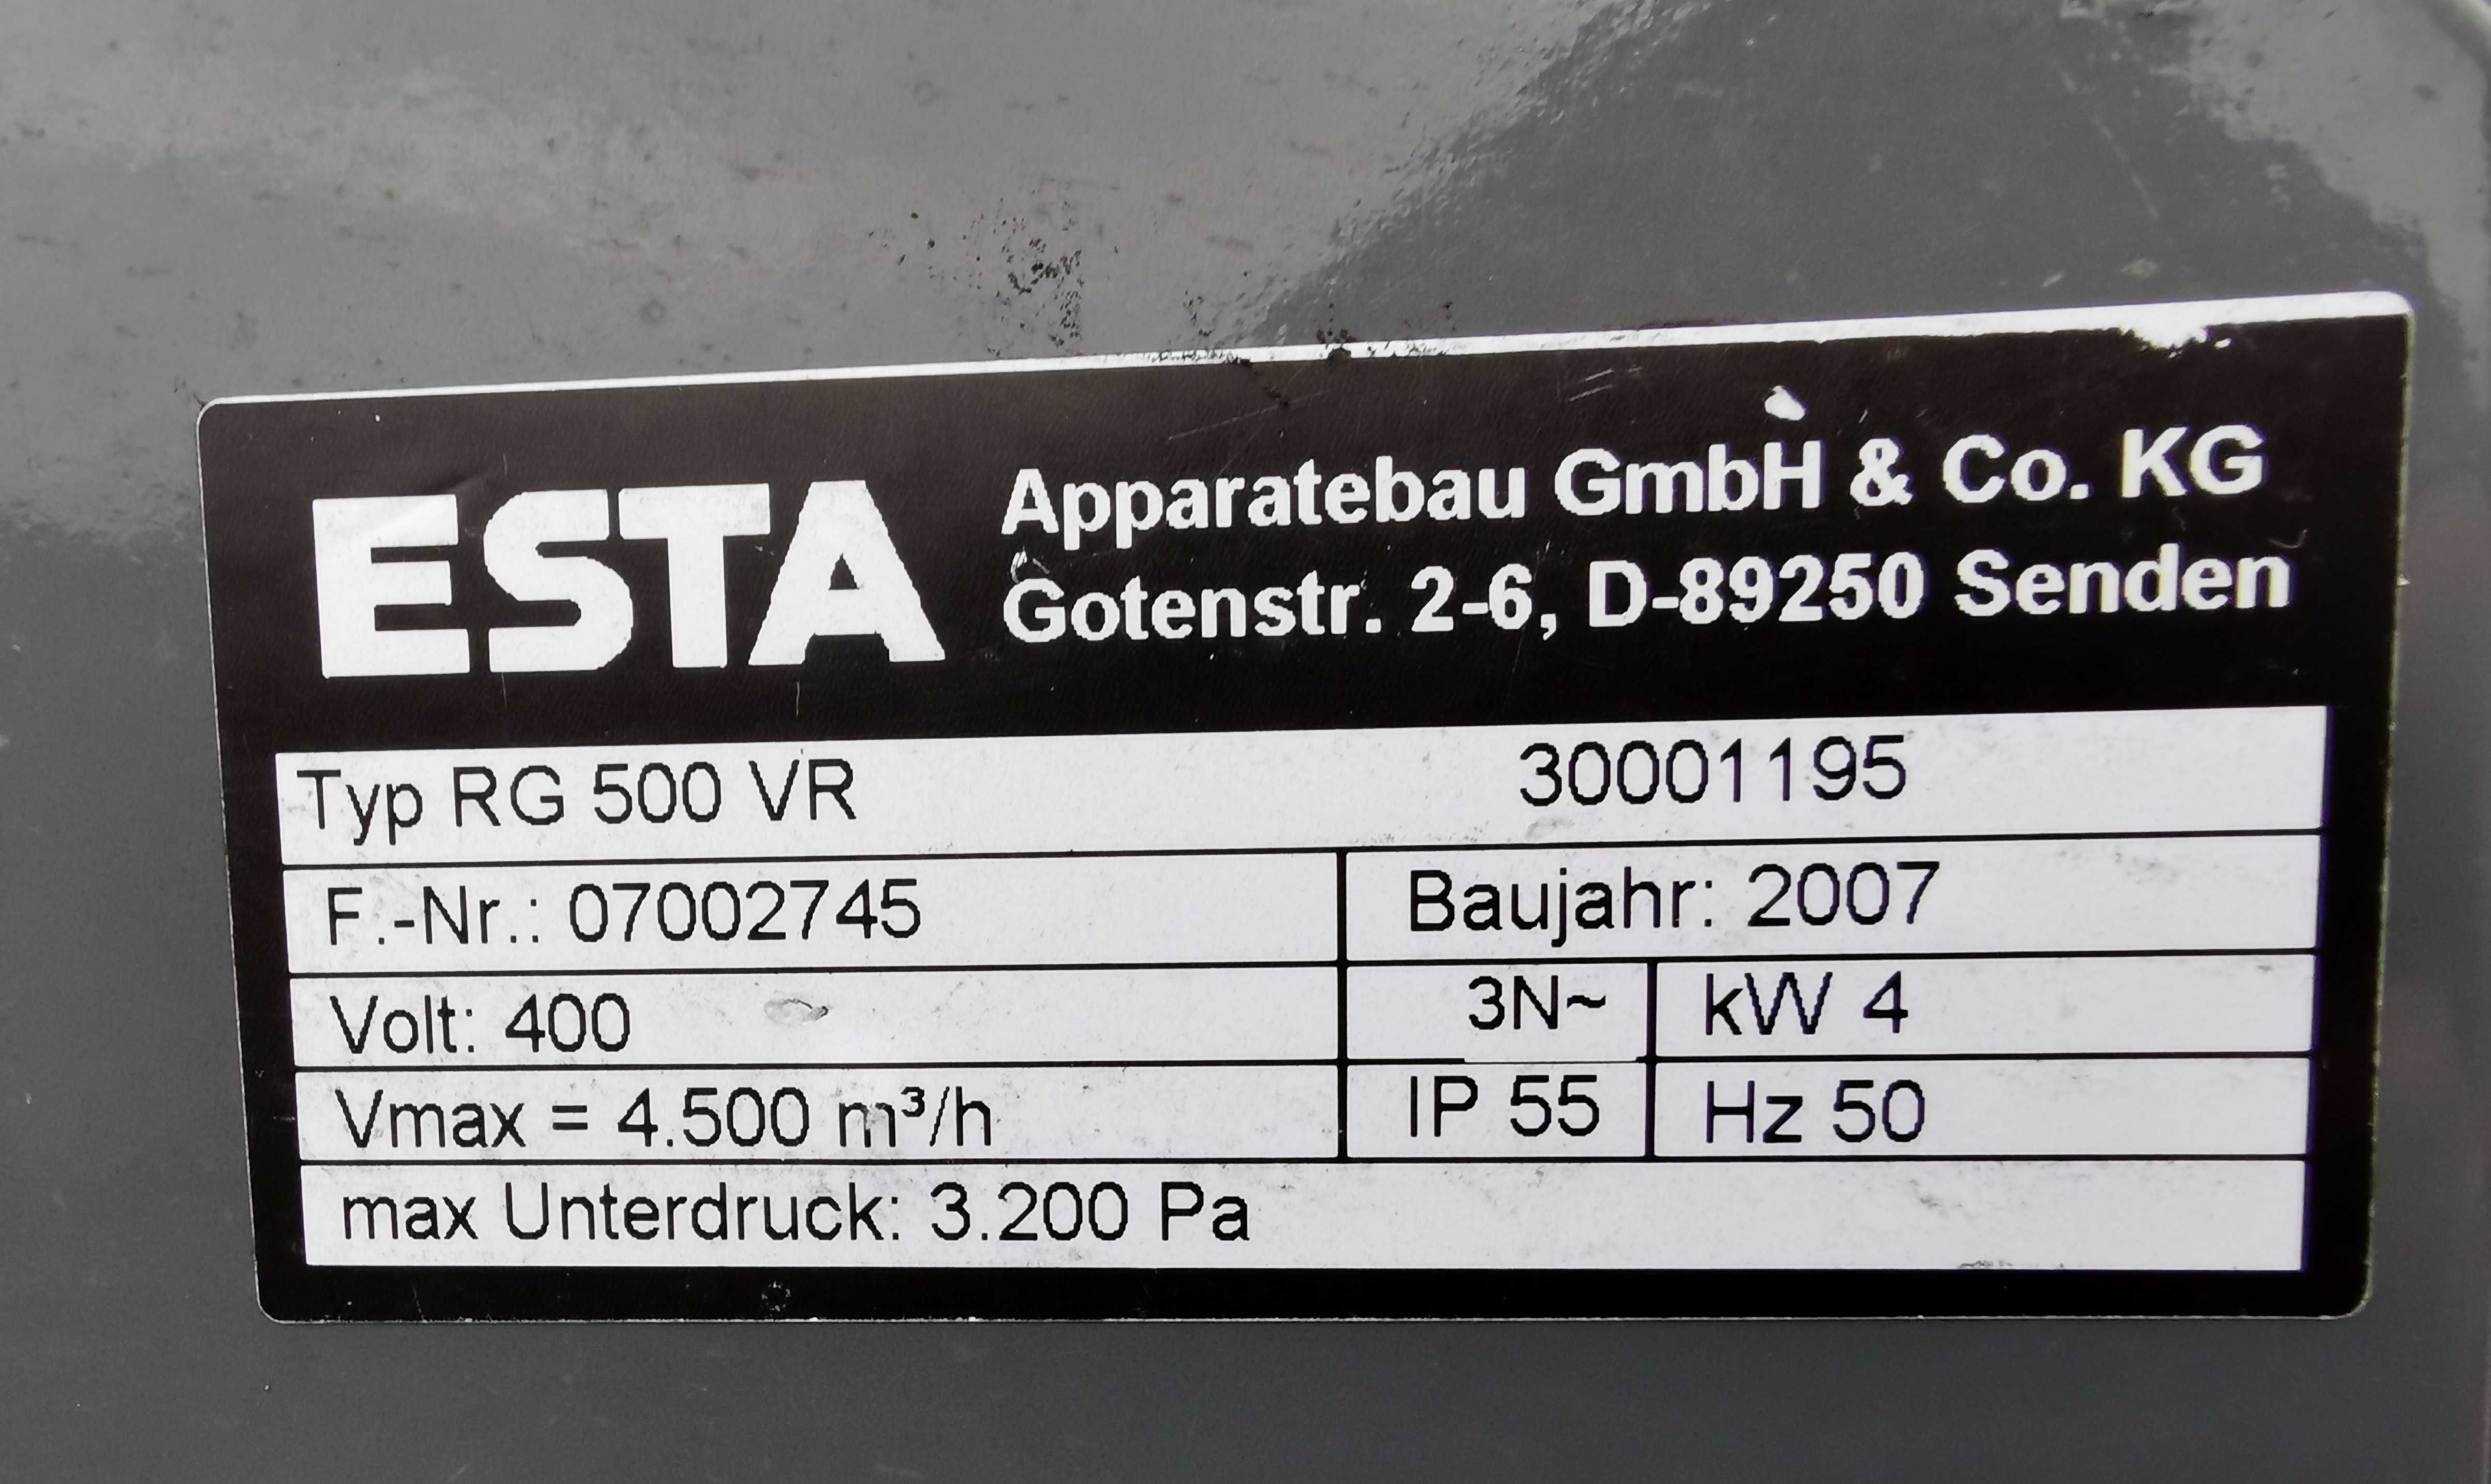 ESTA
Apparatebau GmbH & Co. KG
Gotenstr. 2-6, D-89250 Senden
Typ RG 500 VR 30001195
F.-Nr.: 07002745 Baujahr: 2007
Volt: 400 3N~ kW 4
Vmax = 4.500 m³/h IP 55 Hz 50
max Unterdruck: 3.200 Pa